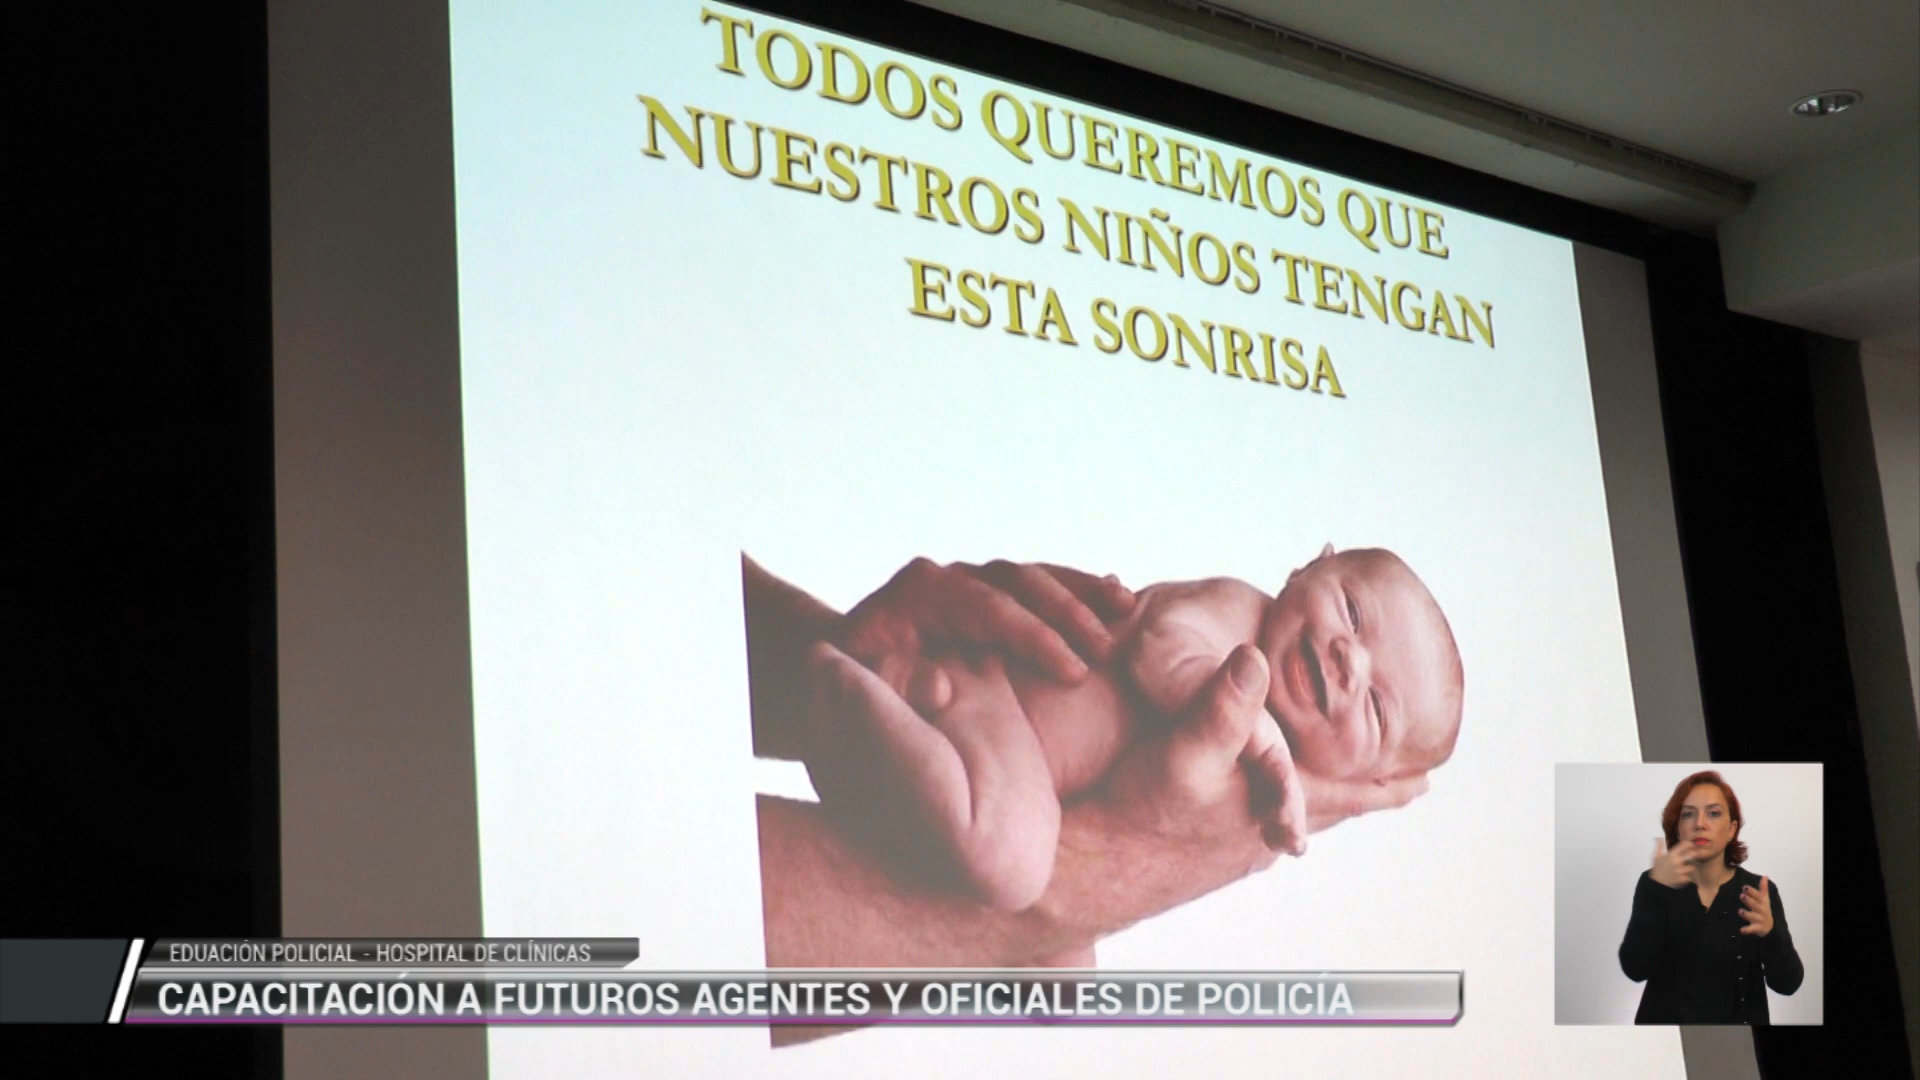 TODOS QUEREMOS QUE
NUESTROS NIÑOS TENGAN
ESTA SONRISA
EDUACIÓN POLICIAL - HOSPITAL DE CLÍNICAS
CAPACITACIÓN A FUTUROS AGENTES Y OFICIALES DE POLICÍA